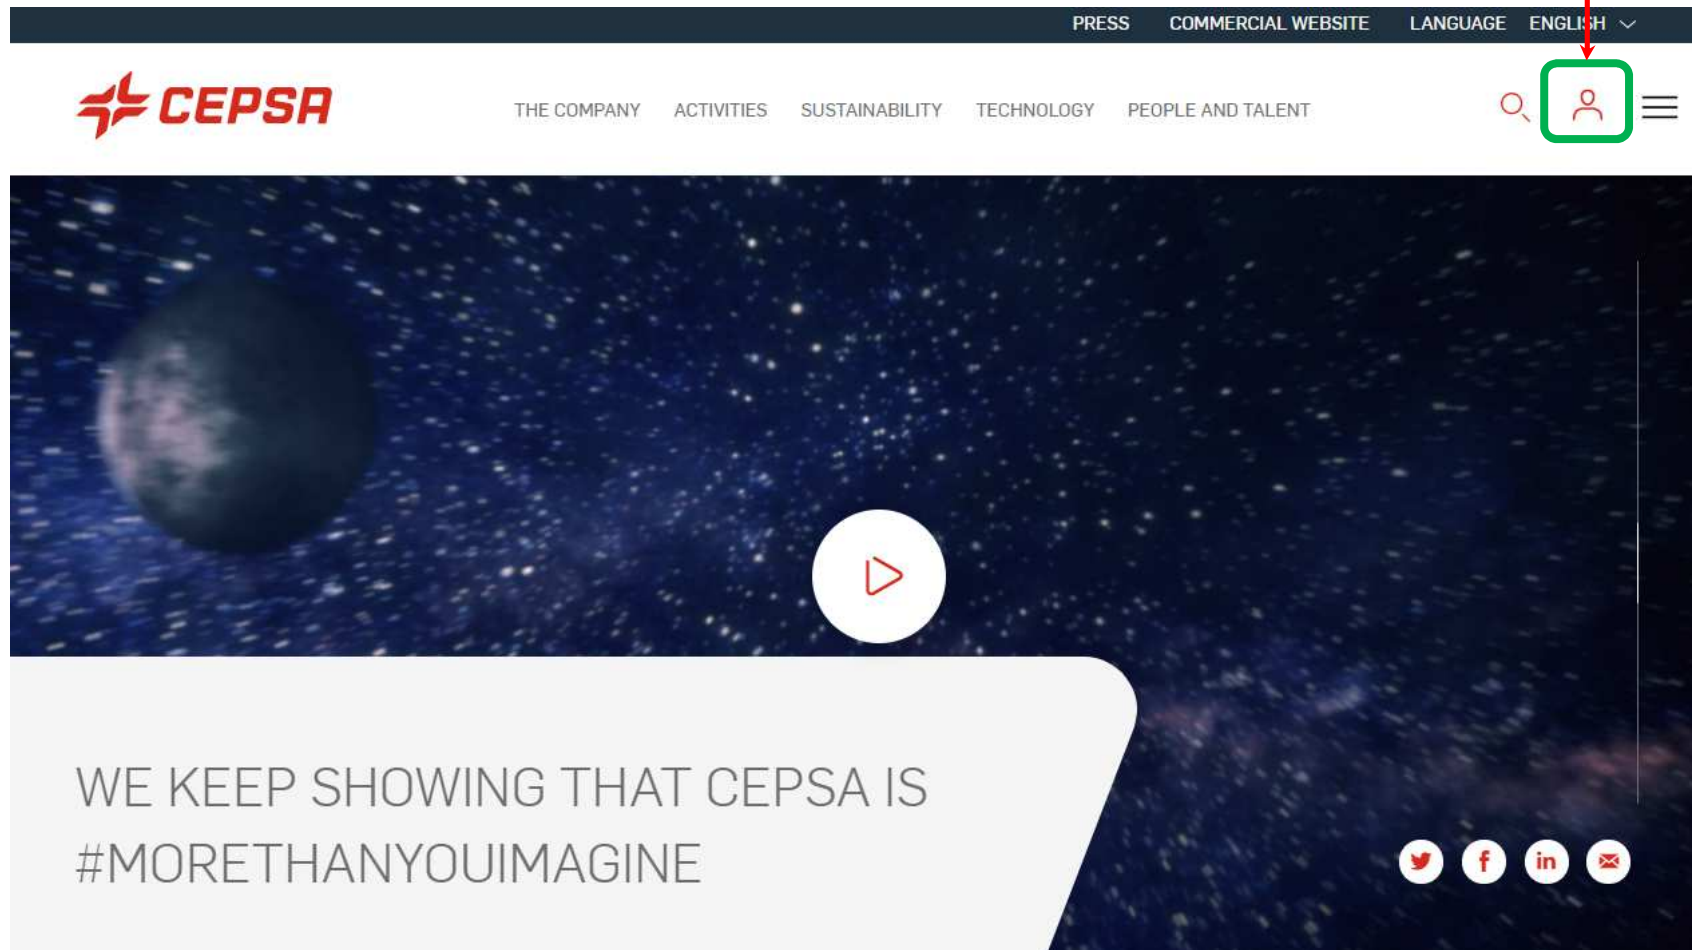 PRESS COMMERCIAL WEBSITE LANGUAGE ENGLISH
CEPSA
THE COMPANY ACTIVITIES SUSTAINABILITY TECHNOLOGY PEOPLE AND TALENT
WE KEEP SHOWING THAT CEPSA IS
#MORETHANYOUIMAGINE
f in